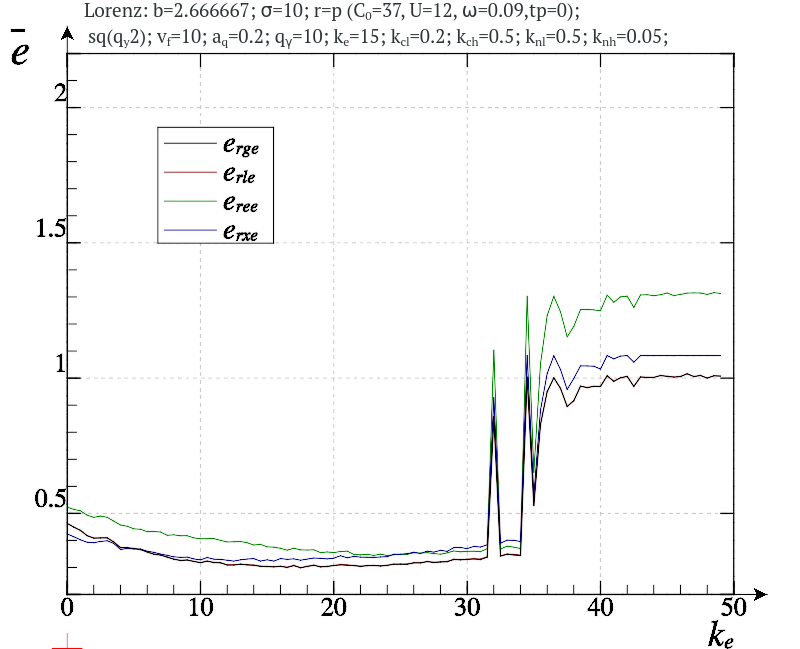 Lorenz: b=2.666667; σ=10; r=p (C₀=37, U=12, ω=0.09,tp=0);
sq(qᵧ2); v_f=10; a_q=0.2; q_γ=10; k_e=15; k_cl=0.2; k_ch=0.5; k_nl=0.5; k_nh=0.05;
e̅
2
e_rge
e_rle
e_ree
e_rxe
1.5
1
0.5
0 10 20 30 40 50
k_e